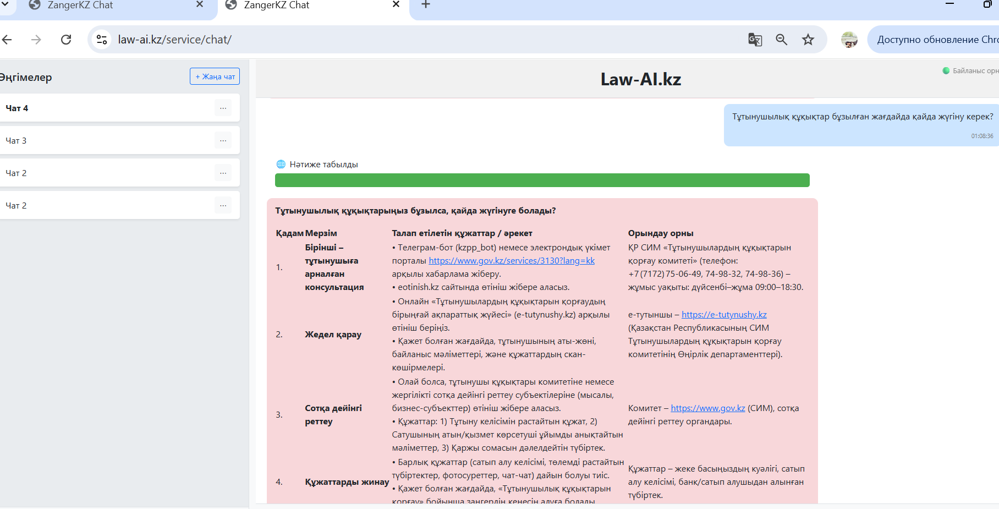 ZangerKZ Chat
ZangerKZ Chat
law-ai.kz/service/chat/
Доступно обновление Chro
Әңгімелер
+ Жаңа чат
Чат 4
Чат 3
Чат 2
Чат 2
Law-AI.kz
Байланыс орн
Тұтынушылық құқықтар бұзылған жағдайда қайда жүгіну керек?
01:08:36
Нәтиже табылды
Тұтынушылық құқықтарыңыз бұзылса, қайда жүгінуге болады?
Қадам Мерзім Талап етілетін құжаттар / әрекет Орындау орны
1.
Бірінші –
тұтынушыға
арналған
консультация
• Телеграм-бот (kzpp_bot) немесе электрондық үкімет
порталы https://www.gov.kz/services/3130?lang=kk
арқылы хабарлама жіберу.
• eotinish.kz сайтында өтініш жібере аласыз.
ҚР СИМ «Тұтынушылардың құқықтарын
қорғау комитеті» (телефон:
+7 (7172) 75-06-49, 74-98-32, 74-98-36) –
жұмыс уақыты: дүйсенбі–жұма 09:00–18:30.
2.
Жедел қарау
• Онлайн «Тұтынушылардың құқықтарын қорғаудың
бірыңғай ақпараттық жүйесі» (e-tutynushy.kz) арқылы
өтініш беріңіз.
• Қажет болған жағдайда, тұтынушының аты-жөні,
байланыс мәліметтері, және құжаттардың скан-
көшірмелері.
е-тутыншы – https://e-tutynushy.kz
(Қазақстан Республикасының СИМ
Тұтынушылардың құқықтарын қорғау
комитетінің Өңірлік департаменттері).
3.
Сотқа дейінгі
реттеу
• Олай болса, тұтынушы құқықтары комитетіне немесе
жергілікті сотқа дейінгі реттеу субъектілеріне (мысалы,
бизнес-субъекттер) өтініш жібере аласыз.
• Құжаттар: 1) Тұтыну келісімін растайтын құжат, 2)
Сатушының атын/қызмет көрсетуші ұйымды анықтайтын
мәліметтер, 3) Қаржы сомасын дәлелдейтін түбіртек.
Комитет – https://www.gov.kz (СИМ), сотқа
дейінгі реттеу органдары.
4.
Құжаттарды жинау
• Барлық құжаттар (сатып алу келісімі, төлемді растайтын
түбіртектер, фотосуреттер, чат-чат) дайын болуы тиіс.
• Қажет болған жағдайда, «Тұтынушылық құқықтарын
қорғау» бойынша заңгердің кеңесін алуға болады
Құжаттар – жеке басыңыздың куәлігі, сатып
алу келісімі, банк/сатып алушыдан алынған
түбіртек.